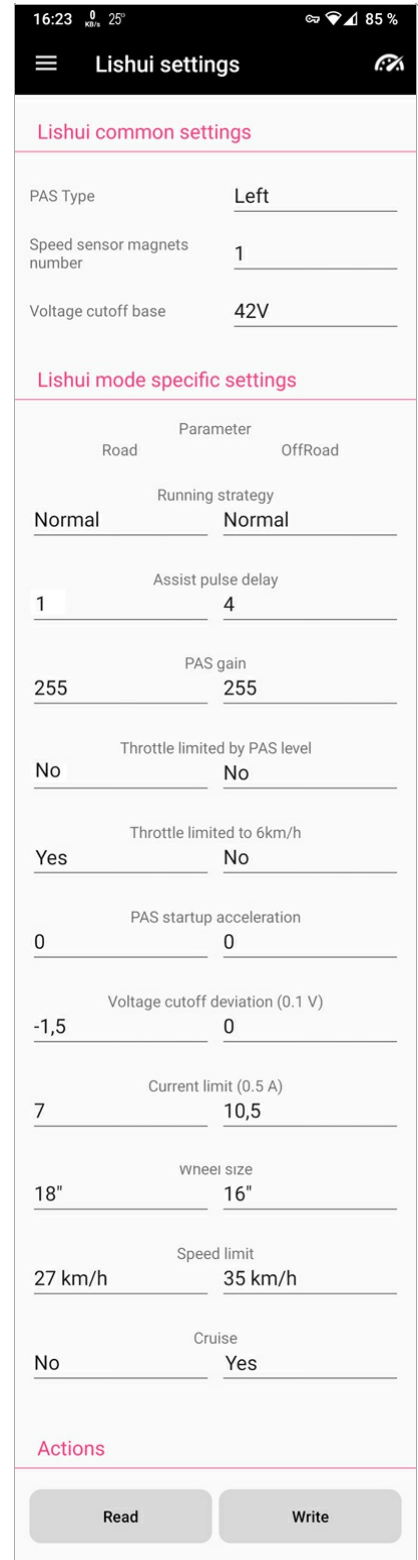 16:23 0 KB/s 25° 85 %
Lishui settings
Lishui common settings
PAS Type Left
Speed sensor magnets
number 1
Voltage cutoff base 42V
Lishui mode specific settings
Parameter
Road OffRoad
Running strategy
Normal Normal
Assist pulse delay
1 4
PAS gain
255 255
Throttle limited by PAS level
No No
Throttle limited to 6km/h
Yes No
PAS startup acceleration
0 0
Voltage cutoff deviation (0.1 V)
-1,5 0
Current limit (0.5 A)
7 10,5
Wheel size
18" 16"
Speed limit
27 km/h 35 km/h
Cruise
No Yes
Actions
Read Write